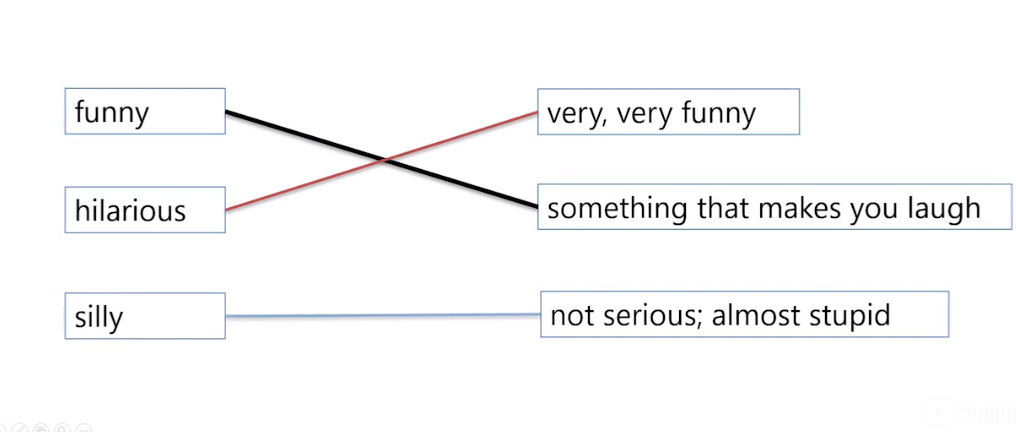 funny
very, very funny
hilarious
something that makes you laugh
silly
not serious; almost stupid